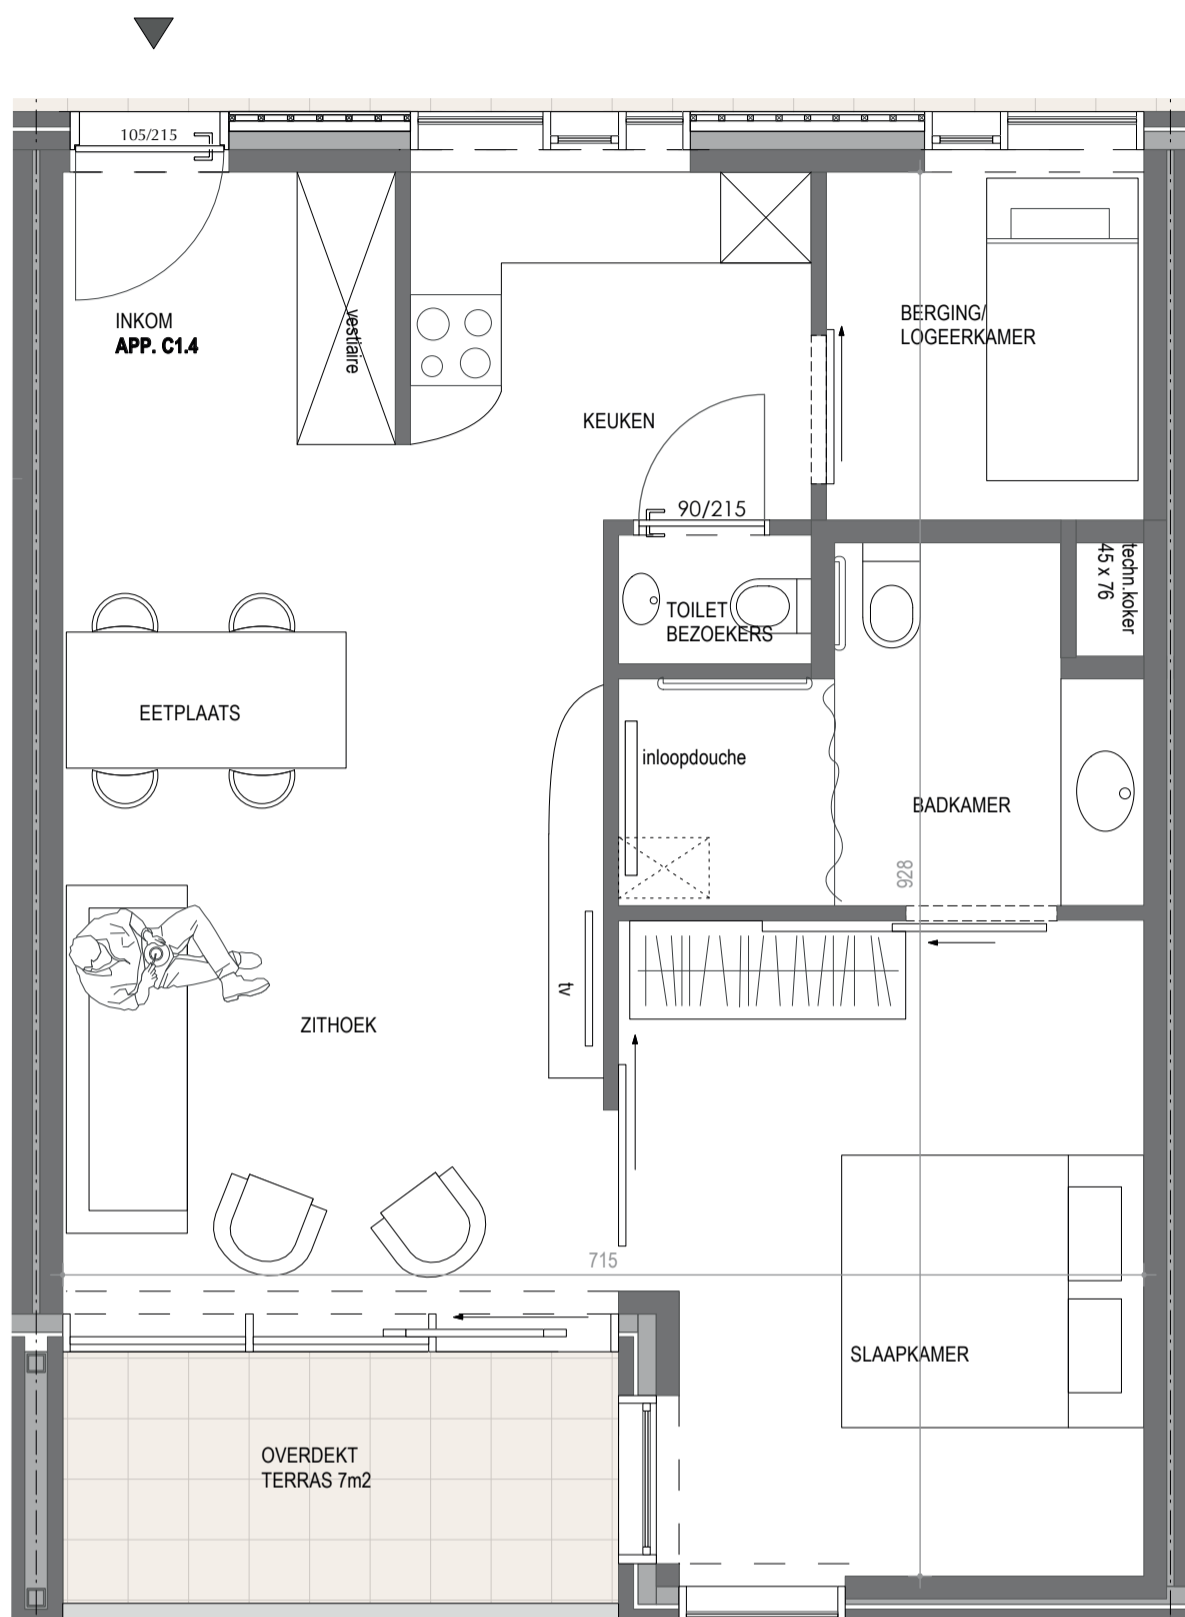 105/215
INKOM
APP. C1.4
vestiaire
BERGING/
LOGEERKAMER
KEUKEN
90/215
TOILET
BEZOEKERS
techn.koker
45 x 76
EETPLAATS
inloopdouche
BADKAMER
928
tv
ZITHOEK
715
SLAAPKAMER
OVERDEKT
TERRAS 7m2